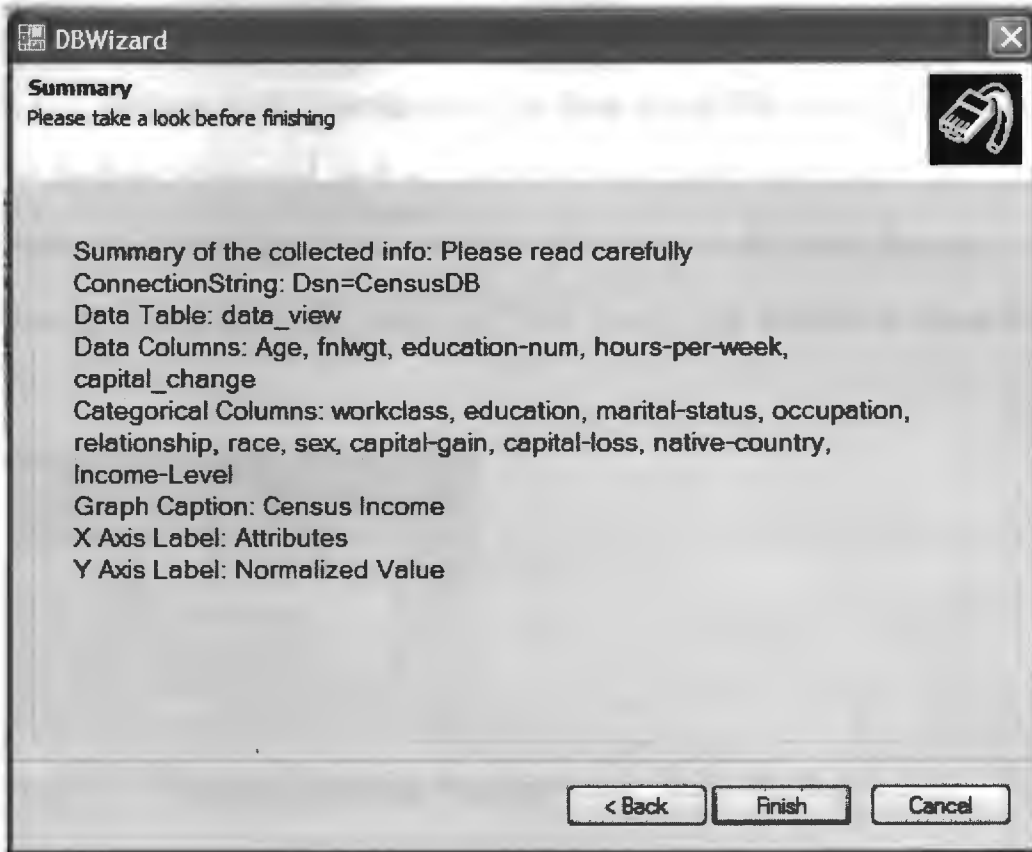 DBWizard
Summary
Please take a look before finishing
Summary of the collected info: Please read carefully
ConnectionString: Dsn=CensusDB
Data Table: data_view
Data Columns: Age, fnlwgt, education-num, hours-per-week,
capital_change
Categorical Columns: workclass, education, marital-status, occupation,
relationship, race, sex, capital-gain, capital-loss, native-country,
Income-Level
Graph Caption: Census Income
X Axis Label: Attributes
Y Axis Label: Normalized Value
< Back Finish Cancel